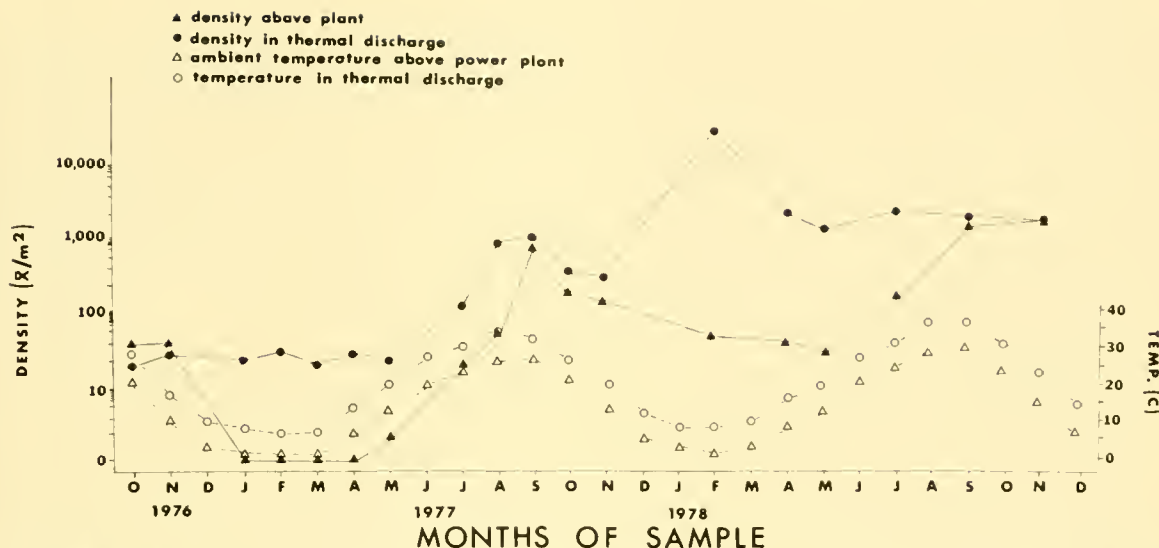 ▲ density above plant
● density in thermal discharge
△ ambient temperature above power plant
○ temperature in thermal discharge
10,000
1,000
100
10
0
DENSITY (X̄/m²)
40
30
20
10
0
TEMP. (C)
O N D J F M A M J J A S O N D J F M A M J J A S O N D
1976 1977 1978
MONTHS OF SAMPLE